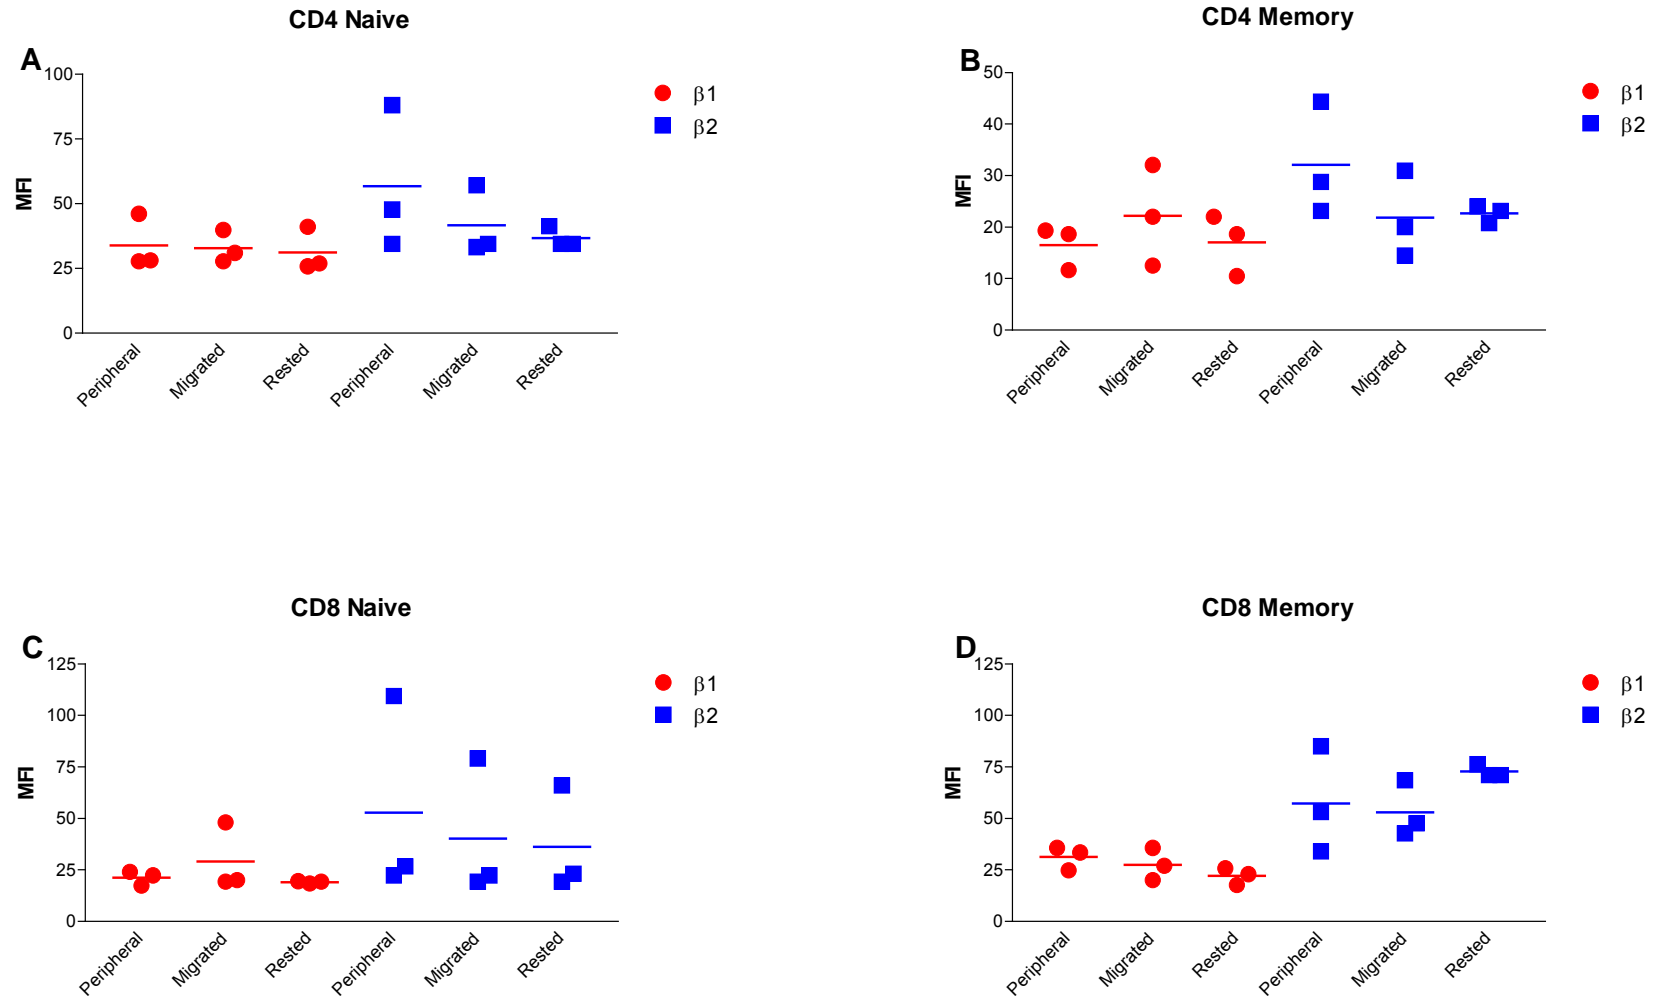 CD4 Naive
A
100
75
50
25
0
MFI
Peripheral
Migrated
Rested
Peripheral
Migrated
Rested
β1
β2
CD4 Memory
B
50
40
30
20
10
0
MFI
Peripheral
Migrated
Rested
Peripheral
Migrated
Rested
β1
β2
CD8 Naive
C
125
100
75
50
25
0
MFI
Peripheral
Migrated
Rested
Peripheral
Migrated
Rested
β1
β2
CD8 Memory
D
125
100
75
50
25
0
MFI
Peripheral
Migrated
Rested
Peripheral
Migrated
Rested
β1
β2